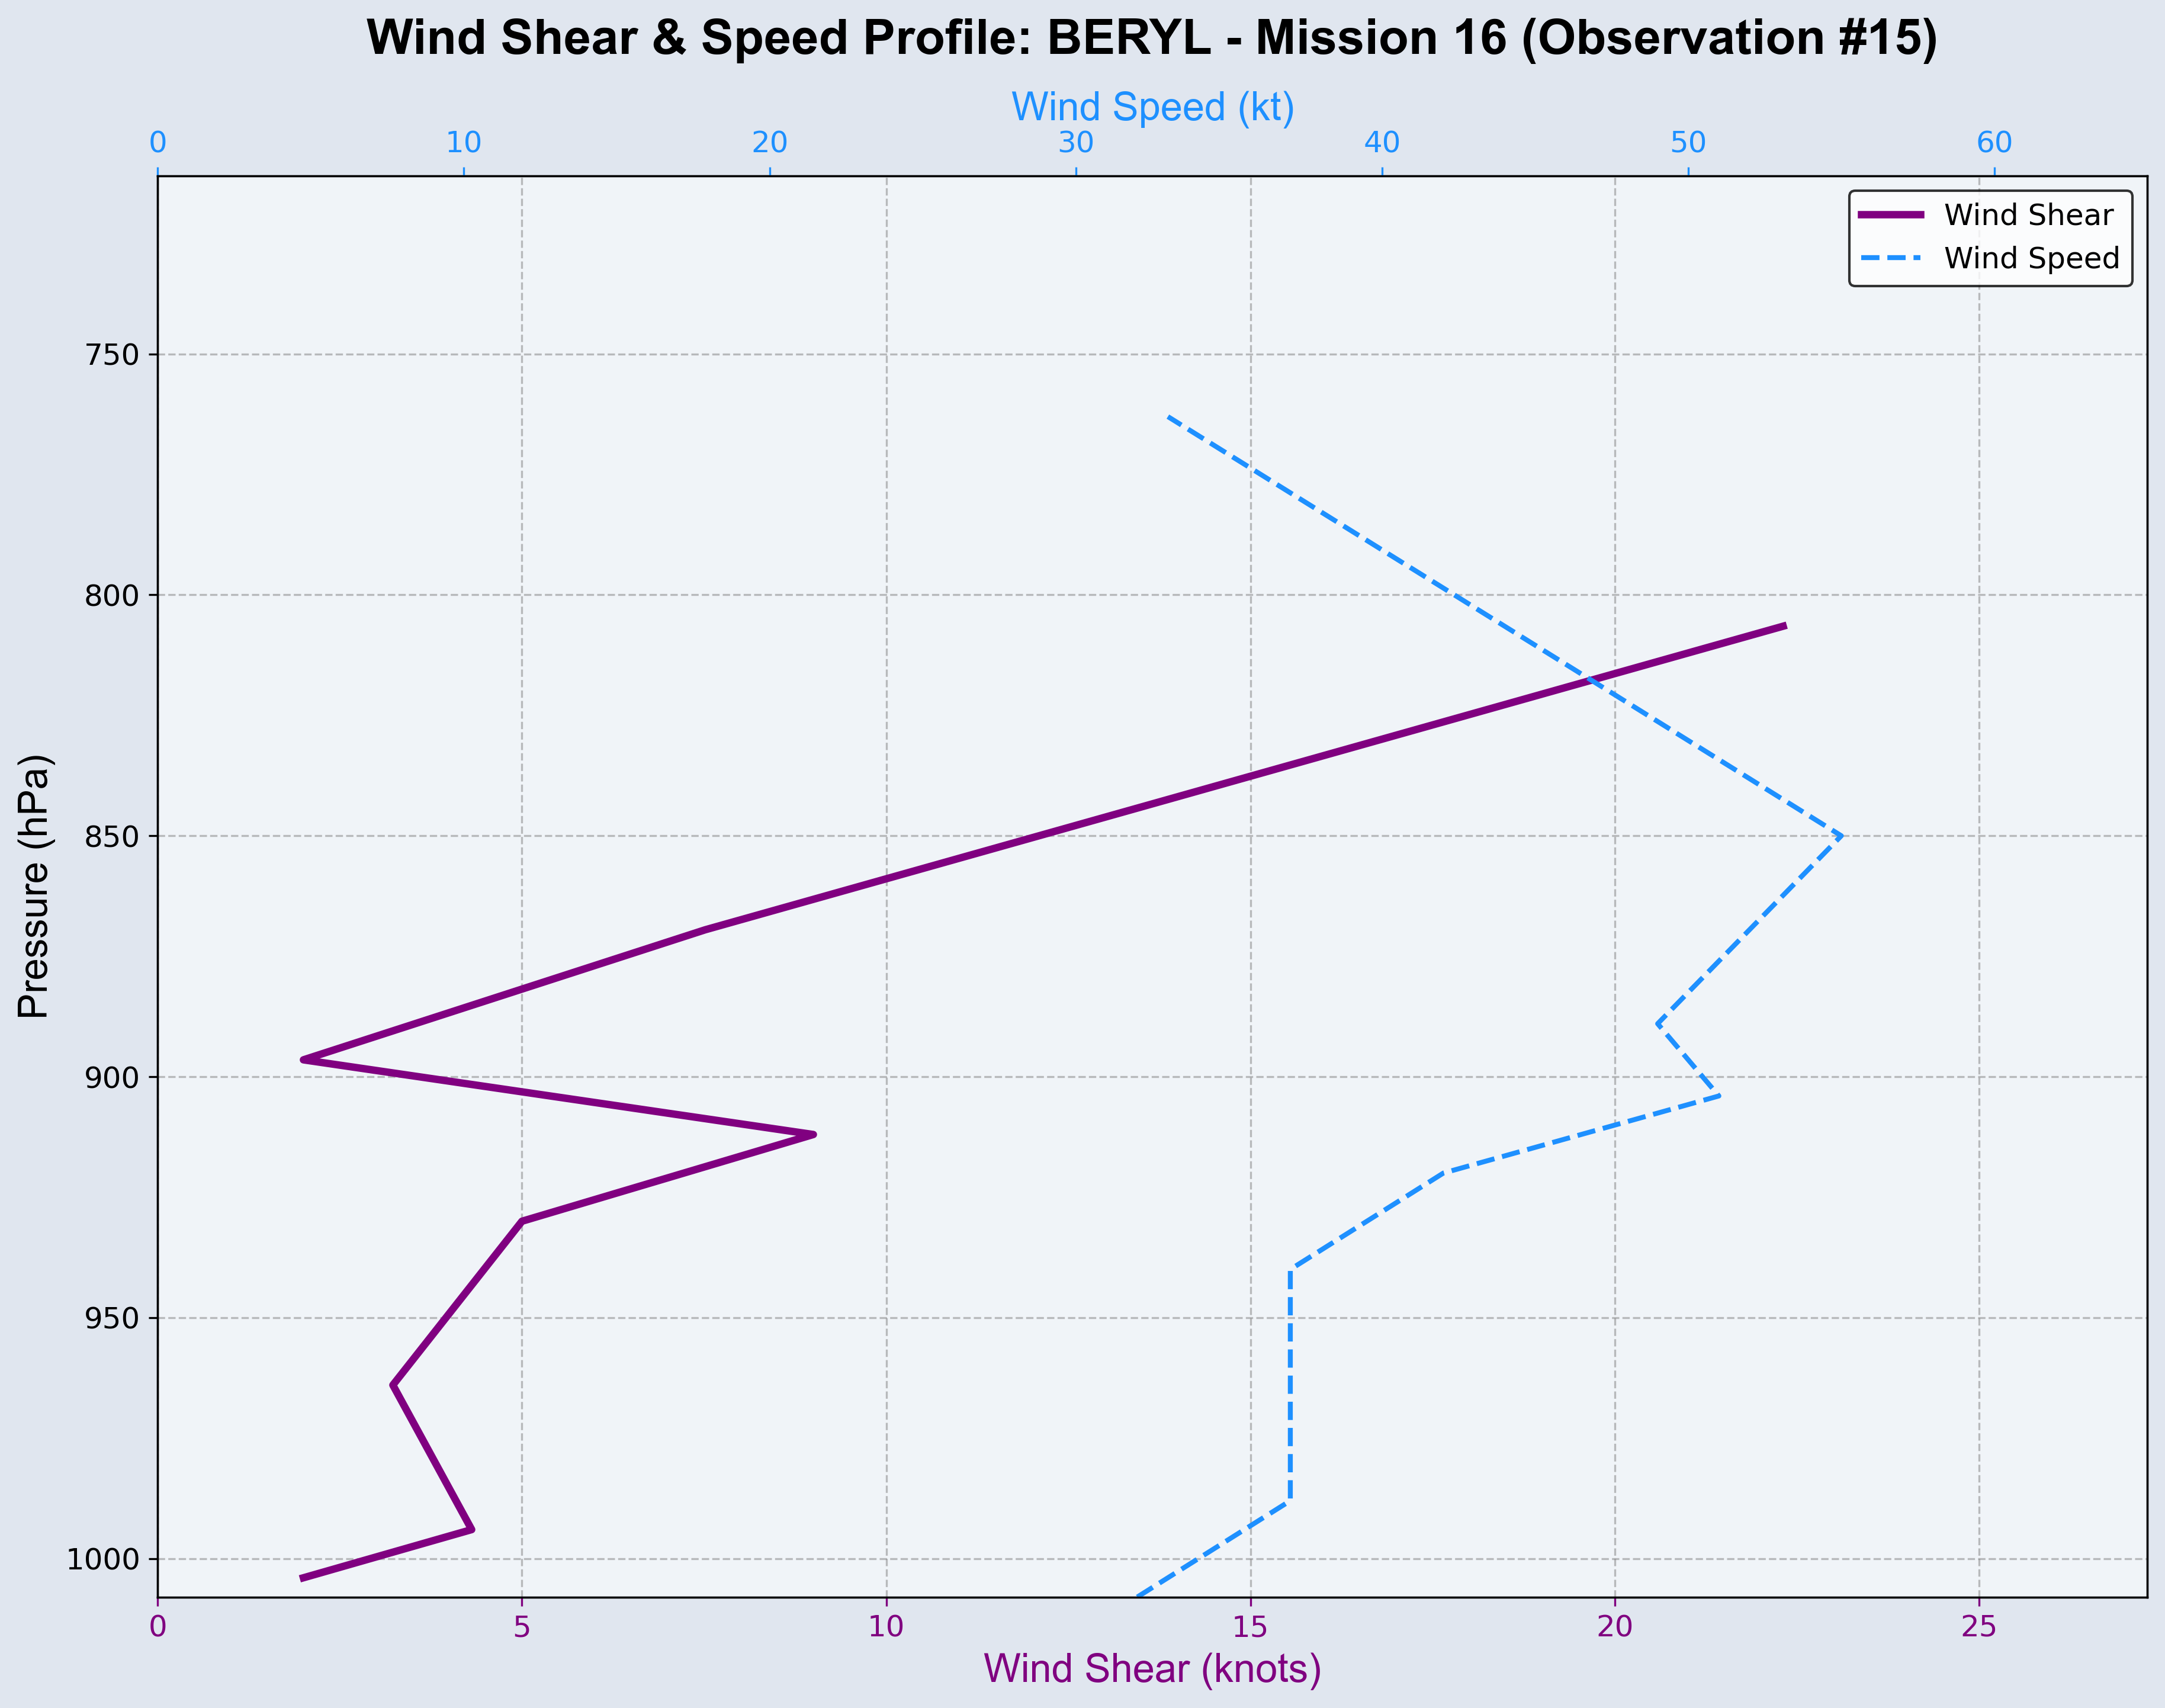 Wind Shear & Speed Profile: BERYL - Mission 16 (Observation #15)
Wind Speed (kt)
0 10 20 30 40 50 60
Wind Shear
Wind Speed
750
800
850
900
950
1000
Pressure (hPa)
0 5 10 15 20 25
Wind Shear (knots)